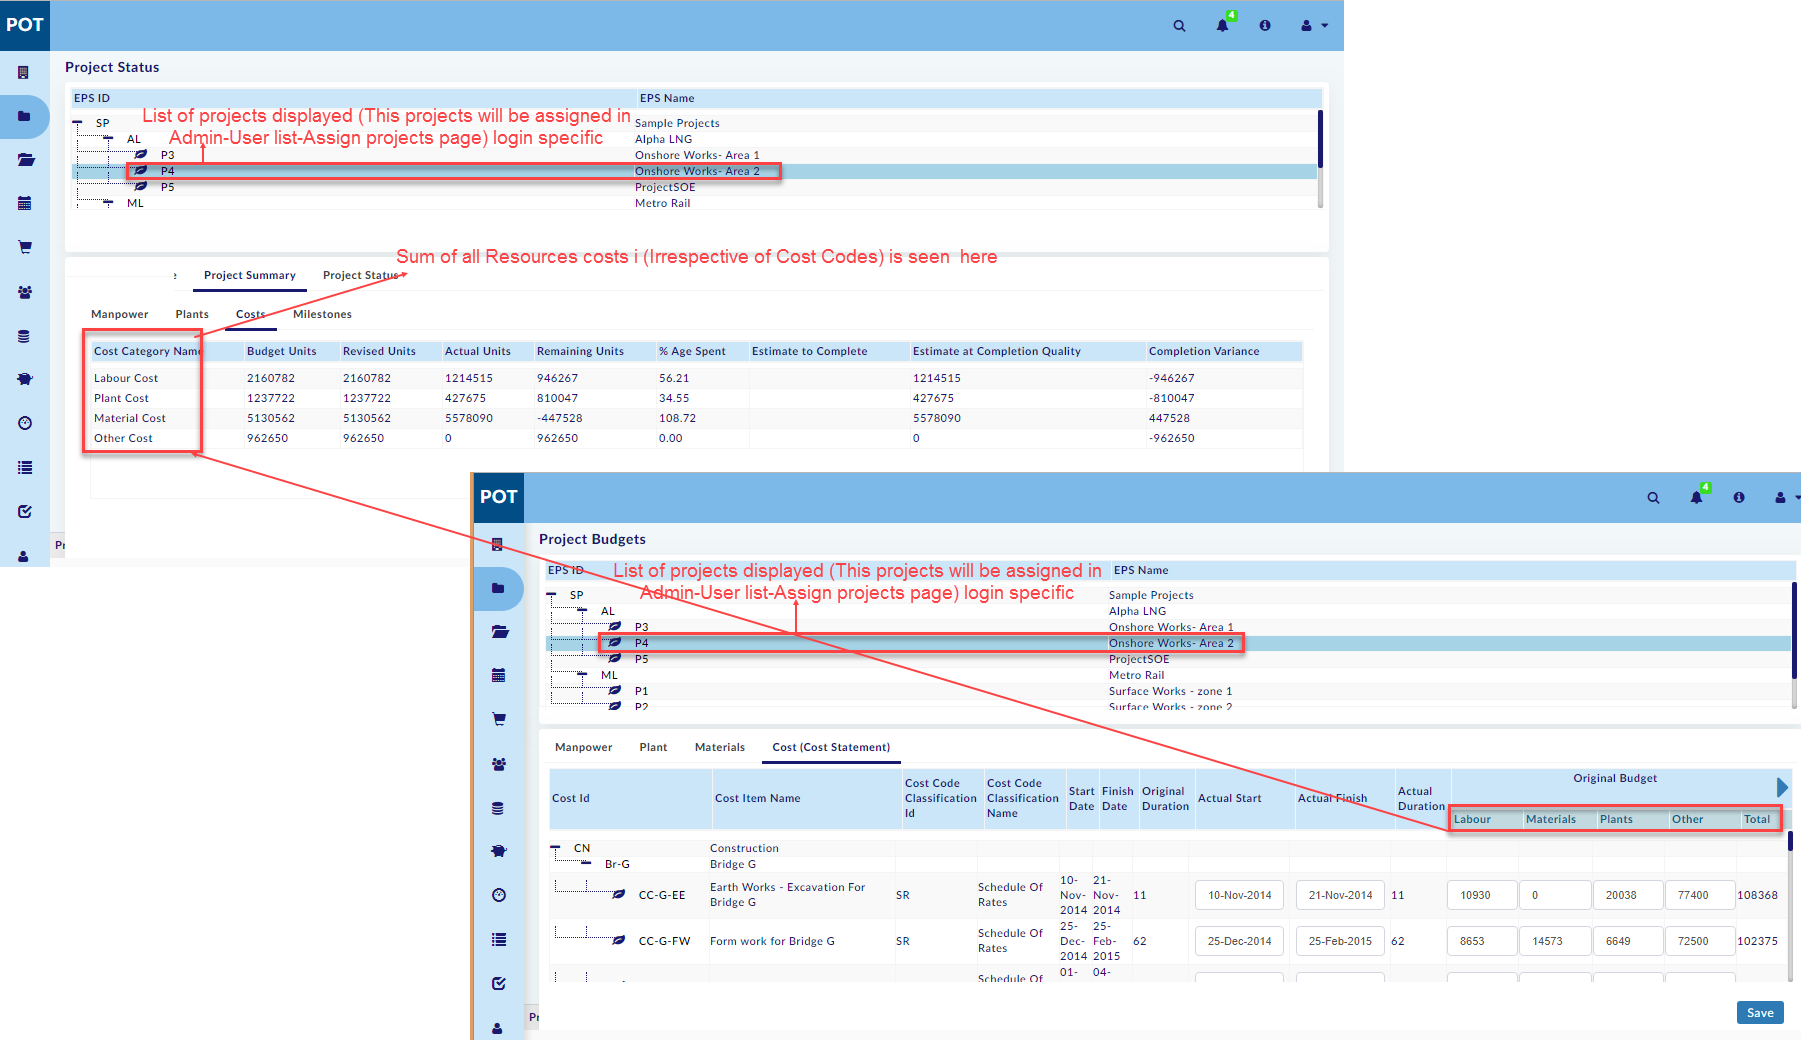 POT
4
Project Status
EPS ID EPS Name
List of projects displayed (This projects will be assigned in
Admin-User list-Assign projects page) login specific
SP Sample Projects
AL Alpha LNG
P3 Onshore Works- Area 1
P4 Onshore Works- Area 2
P5 ProjectSOE
ML Metro Rail
Sum of all Resources costs i (Irrespective of Cost Codes) is seen here
Project Summary Project Status
Manpower Plants Costs Milestones
Cost Category Name Budget Units Revised Units Actual Units Remaining Units % Age Spent Estimate to Complete Estimate at Completion Quality Completion Variance
Labour Cost 2160782 2160782 1214515 946267 56.21 1214515 -946267
Plant Cost 1237722 1237722 427675 810047 34.55 427675 -810047
Material Cost 5130562 5130562 5578090 -447528 108.72 5578090 447528
Other Cost 962650 962650 0 962650 0.00 0 -962650
Pr
POT
4
Project Budgets
EPS ID EPS Name
List of projects displayed (This projects will be assigned in
Admin-User list-Assign projects page) login specific
SP Sample Projects
AL Alpha LNG
P3 Onshore Works- Area 1
P4 Onshore Works- Area 2
P5 ProjectSOE
ML Metro Rail
P1 Surface Works - zone 1
P2 Surface Works - zone 2
Manpower Plant Materials Cost (Cost Statement)
Cost Id Cost Item Name Cost Code Classification Id Cost Code Classification Name Start Date Finish Date Original Duration Actual Start Actual Finish Actual Duration Original Budget
Labour Materials Plants Other Total
CN Construction
Br-G Bridge G
CC-G-EE Earth Works - Excavation For Bridge G SR Schedule Of Rates 10-Nov-2014 21-Nov-2014 11 10-Nov-2014 21-Nov-2014 11 10930 0 20038 77400 108368
CC-G-FW Form work for Bridge G SR Schedule Of Rates 25-Dec-2014 25-Feb-2015 62 25-Dec-2014 25-Feb-2015 62 8653 14573 6649 72500 102375
Schedule Of 01- 04-
Pr
Save